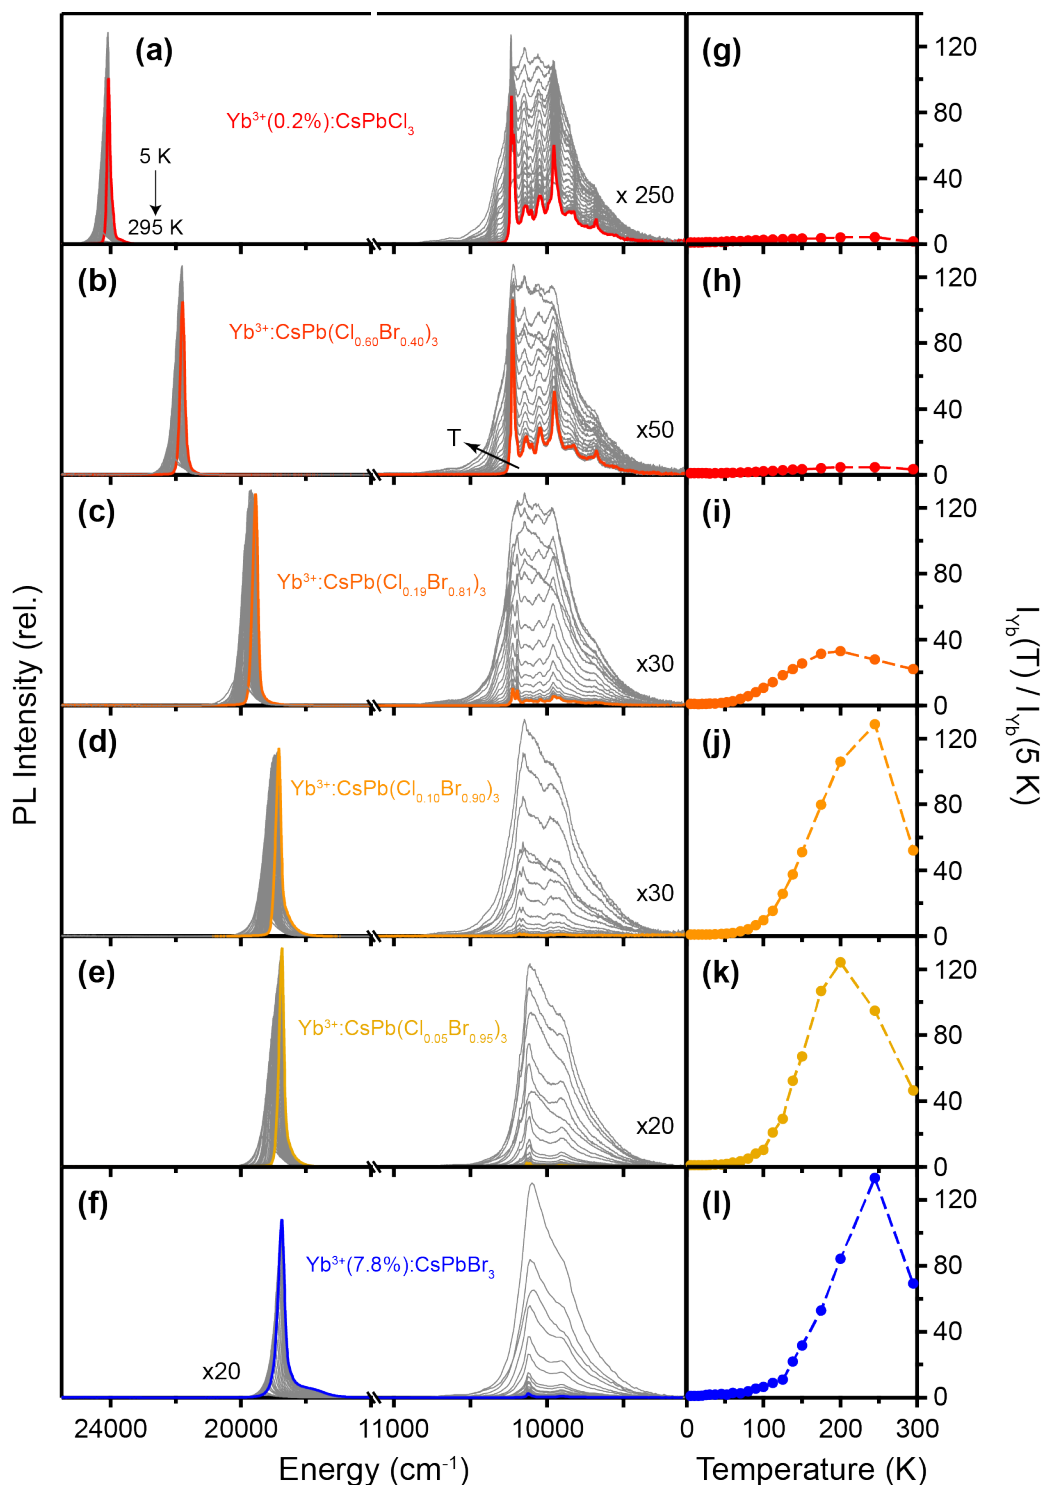 (a)
Yb³⁺(0.2%):CsPbCl₃
5 K
295 K
x 250
(g)
120
80
40
0
(b)
Yb³⁺:CsPb(Cl₀.₆₀Br₀.₄₀)₃
T
x50
(h)
120
80
40
0
(c)
Yb³⁺:CsPb(Cl₀.₁₉Br₀.₈₁)₃
x30
(i)
120
80
40
0
(d)
Yb³⁺:CsPb(Cl₀.₁₀Br₀.₉₀)₃
x30
(j)
120
80
40
0
(e)
Yb³⁺:CsPb(Cl₀.₀₅Br₀.₉₅)₃
x20
(k)
120
80
40
0
(f)
Yb³⁺(7.8%):CsPbBr₃
x20
(l)
120
80
40
0
24000 20000 11000 10000 0 100 200 300
Energy (cm⁻¹)
Temperature (K)
PL Intensity (rel.)
I_Yb(T) / I_Yb(5 K)